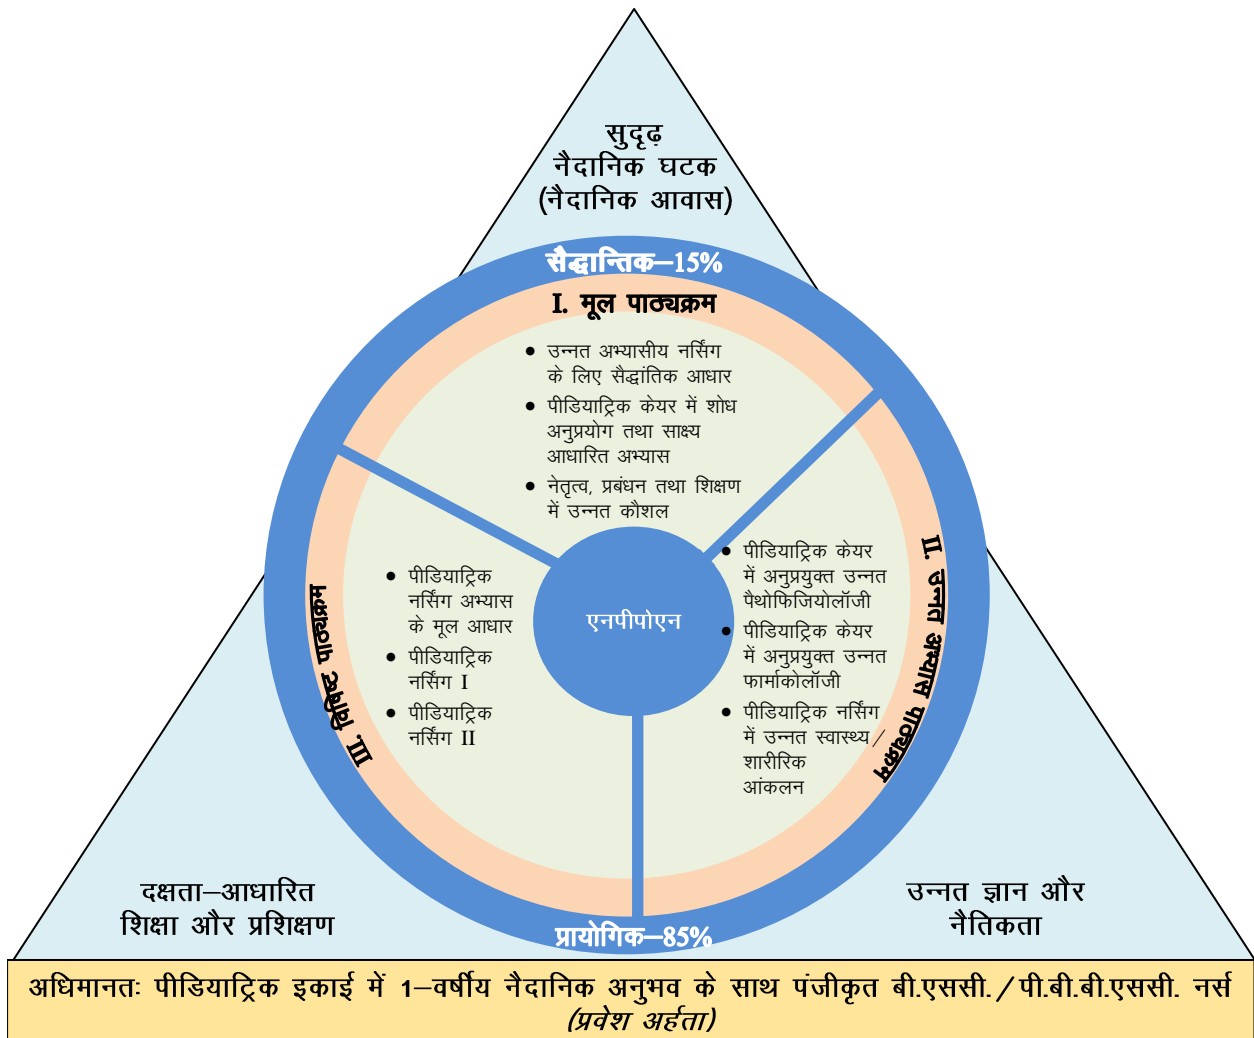 सुदृढ़
नैदानिक घटक
(नैदानिक आवास)
सैद्धान्तिक–15%
I. मूल पाठ्यक्रम
• उन्नत अभ्यासीय नर्सिंग
के लिए सैद्धांतिक आधार
• पीडियाट्रिक केयर में शोध
अनुप्रयोग तथा साक्ष्य
आधारित अभ्यास
• नेतृत्व, प्रबंधन तथा शिक्षण
में उन्नत कौशल
II. उन्नत अभ्यास पाठ्यक्रम
• पीडियाट्रिक केयर
में अनुप्रयुक्त उन्नत
पैथोफिजियोलॉजी
• पीडियाट्रिक केयर
में अनुप्रयुक्त उन्नत
फार्माकोलॉजी
• पीडियाट्रिक नर्सिंग
में उन्नत स्वास्थ्य–
शारीरिक
आंकलन
III. विशिष्ट पाठ्यक्रम
• पीडियाट्रिक
नर्सिंग अभ्यास
के मूल आधार
• पीडियाट्रिक
नर्सिंग I
• पीडियाट्रिक
नर्सिंग II
एनपीपोएन
प्रायोगिक–85%
दक्षता–आधारित
शिक्षा और प्रशिक्षण
उन्नत ज्ञान और
नैतिकता
अधिमानतः पीडियाट्रिक इकाई में 1–वर्षीय नैदानिक अनुभव के साथ पंजीकृत बी.एससी./पी.बी.बी.एससी. नर्स
(प्रवेश अर्हता)